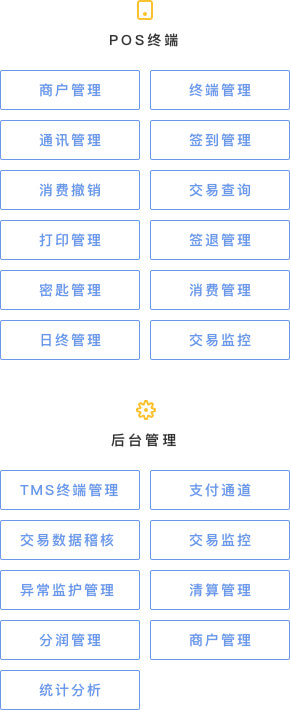 POS终端
商户管理 终端管理
通讯管理 签到管理
消费撤销 交易查询
打印管理 签退管理
密匙管理 消费管理
日终管理 交易监控
后台管理
TMS终端管理 支付通道
交易数据稽核 交易监控
异常监护管理 清算管理
分润管理 商户管理
统计分析